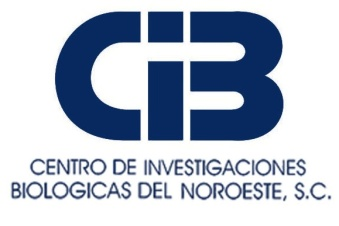 CIB
CENTRO DE INVESTIGACIONES
BIOLOGICAS DEL NOROESTE, S.C.